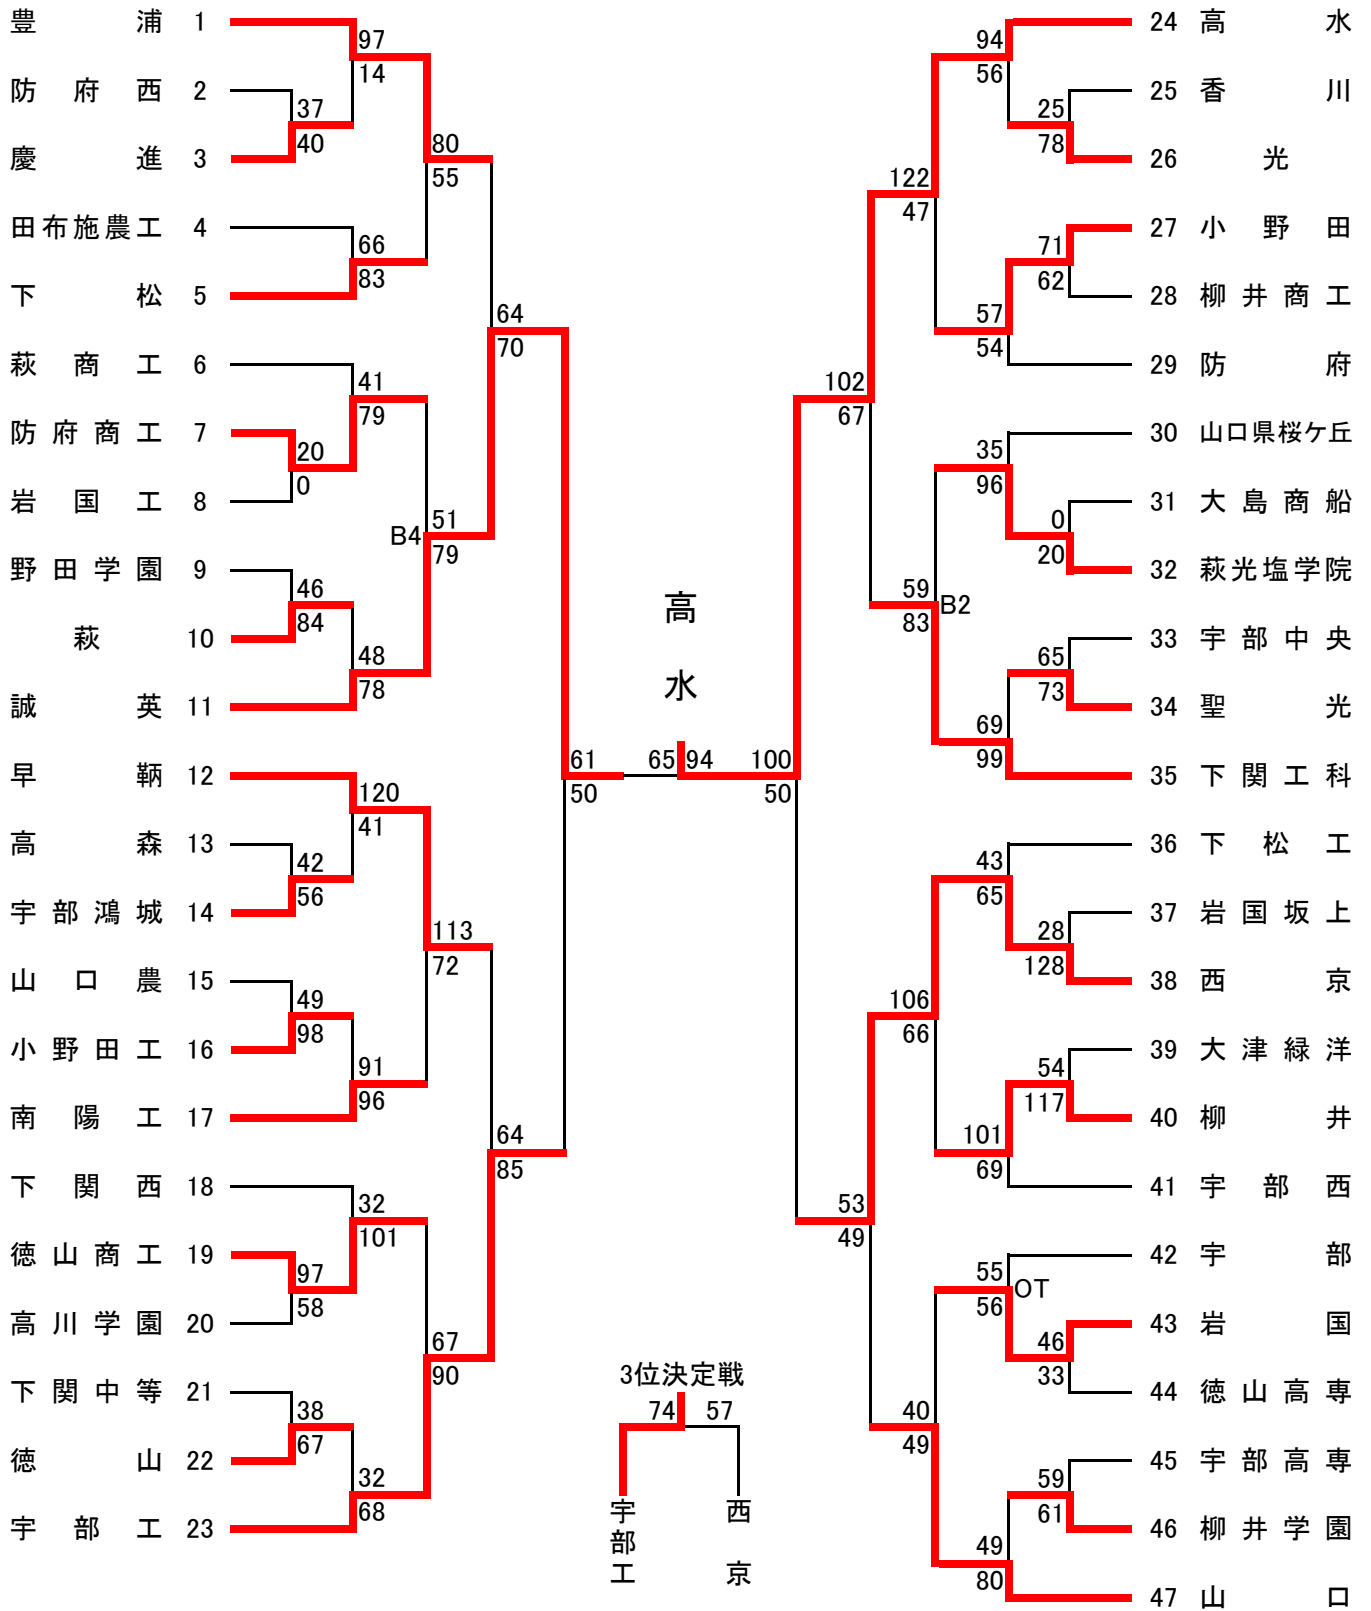 豊浦 1
97
14
防府西 2
37
40
慶進 3
80
55
田布施農工 4
66
83
下松 5
64
70
萩商工 6
41
79
防府商工 7
20
0
岩国工 8
B4
51
79
野田学園 9
46
84
萩 10
48
78
誠英 11
61
50
早鞆 12
120
41
高森 13
42
56
宇部鴻城 14
113
72
山口農 15
49
98
小野田工 16
91
96
南陽工 17
64
85
下関西 18
32
101
徳山商工 19
97
58
高川学園 20
67
90
下関中等 21
38
67
徳山 22
32
68
宇部工 23
高水
65 94
3位決定戦
74 57
宇部工
西京
24 高水
94
56
25 香川
25
78
26 光
122
47
27 小野田
71
62
28 柳井商工
57
54
29 防府
102
67
30 山口県桜ケ丘
35
96
31 大島商船
0
20
32 萩光塩学院
59
83
B2
33 宇部中央
65
73
34 聖光
69
99
35 下関工科
100
50
36 下松工
43
65
37 岩国坂上
28
128
38 西京
106
66
39 大津緑洋
54
117
40 柳井
101
69
41 宇部西
53
49
42 宇部
55
56
OT
43 岩国
46
33
44 徳山高専
40
49
45 宇部高専
59
61
46 柳井学園
49
80
47 山口